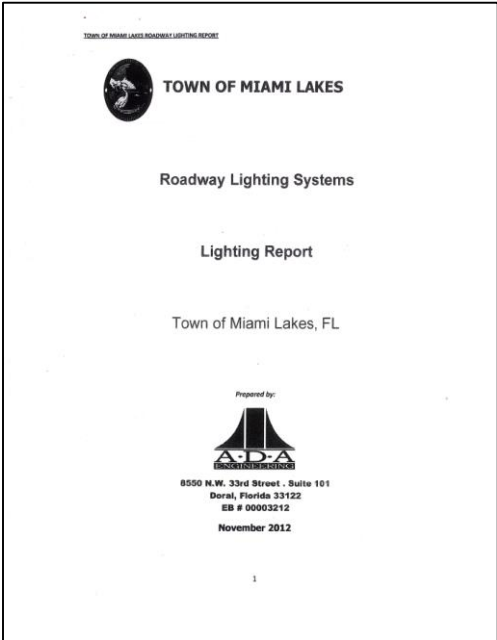 TOWN OF MIAMI LAKES ROADWAY LIGHTING REPORT
TOWN OF MIAMI LAKES
Roadway Lighting Systems
Lighting Report
Town of Miami Lakes, FL
Prepared by:
A·D·A
ENGINEERING
8550 N.W. 33rd Street . Suite 101
Doral, Florida 33122
EB # 00003212
November 2012
1